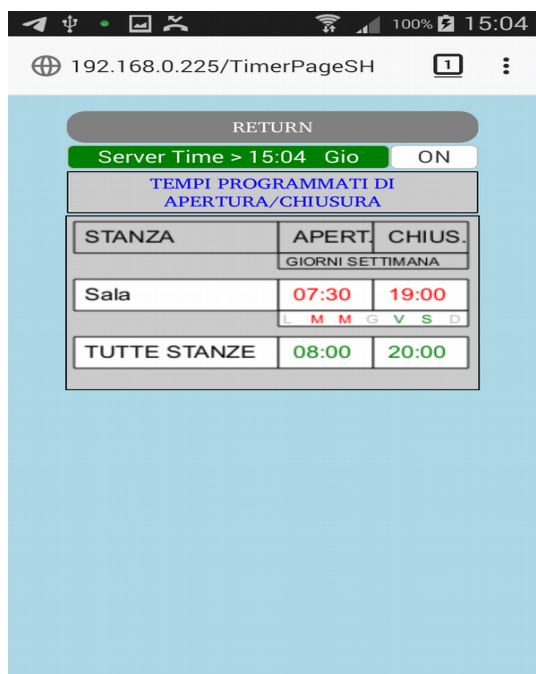 100% 15:04
192.168.0.225/TimerPageSH 1
RETURN
Server Time > 15:04 Gio ON
TEMPI PROGRAMMATI DI
APERTURA/CHIUSURA
STANZA APERT. CHIUS.
GIORNI SETTIMANA
Sala 07:30 19:00
L M M G V S D
TUTTE STANZE 08:00 20:00